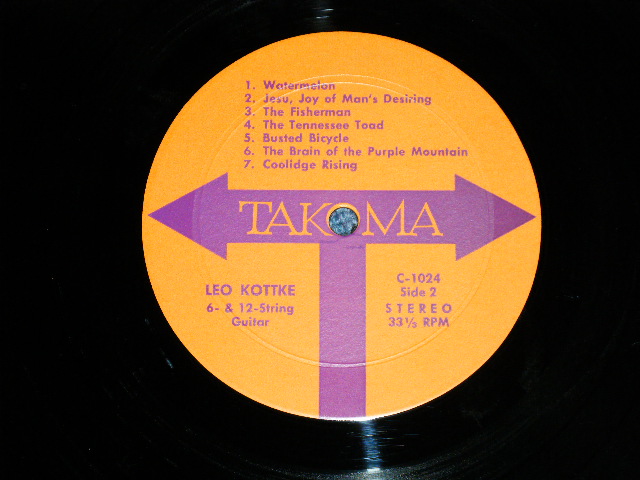 1. Watermelon
2. Jesu, Joy of Man's Desiring
3. The Fisherman
4. The Tennessee Toad
5. Busted Bicycle
6. The Brain of the Purple Mountain
7. Coolidge Rising
TAKOMA
LEO KOTTKE
6- & 12-String
Guitar
C-1024
Side 2
STEREO
33⅓ RPM